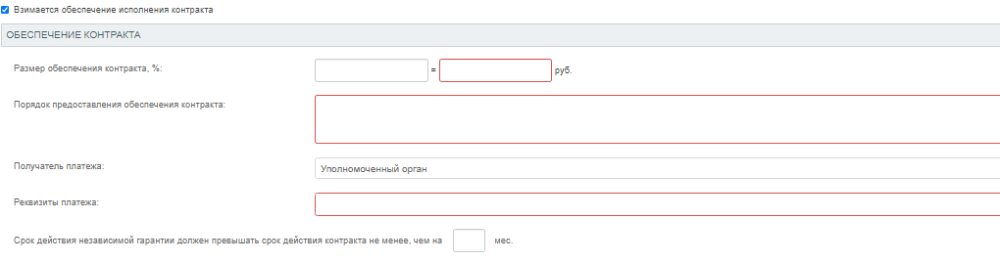 Взимается обеспечение исполнения контракта
ОБЕСПЕЧЕНИЕ КОНТРАКТА
Размер обеспечения контракта, %: = руб.
Порядок предоставления обеспечения контракта:
Получатель платежа: Уполномоченный орган
Реквизиты платежа:
Срок действия независимой гарантии должен превышать срок действия контракта не менее, чем на мес.